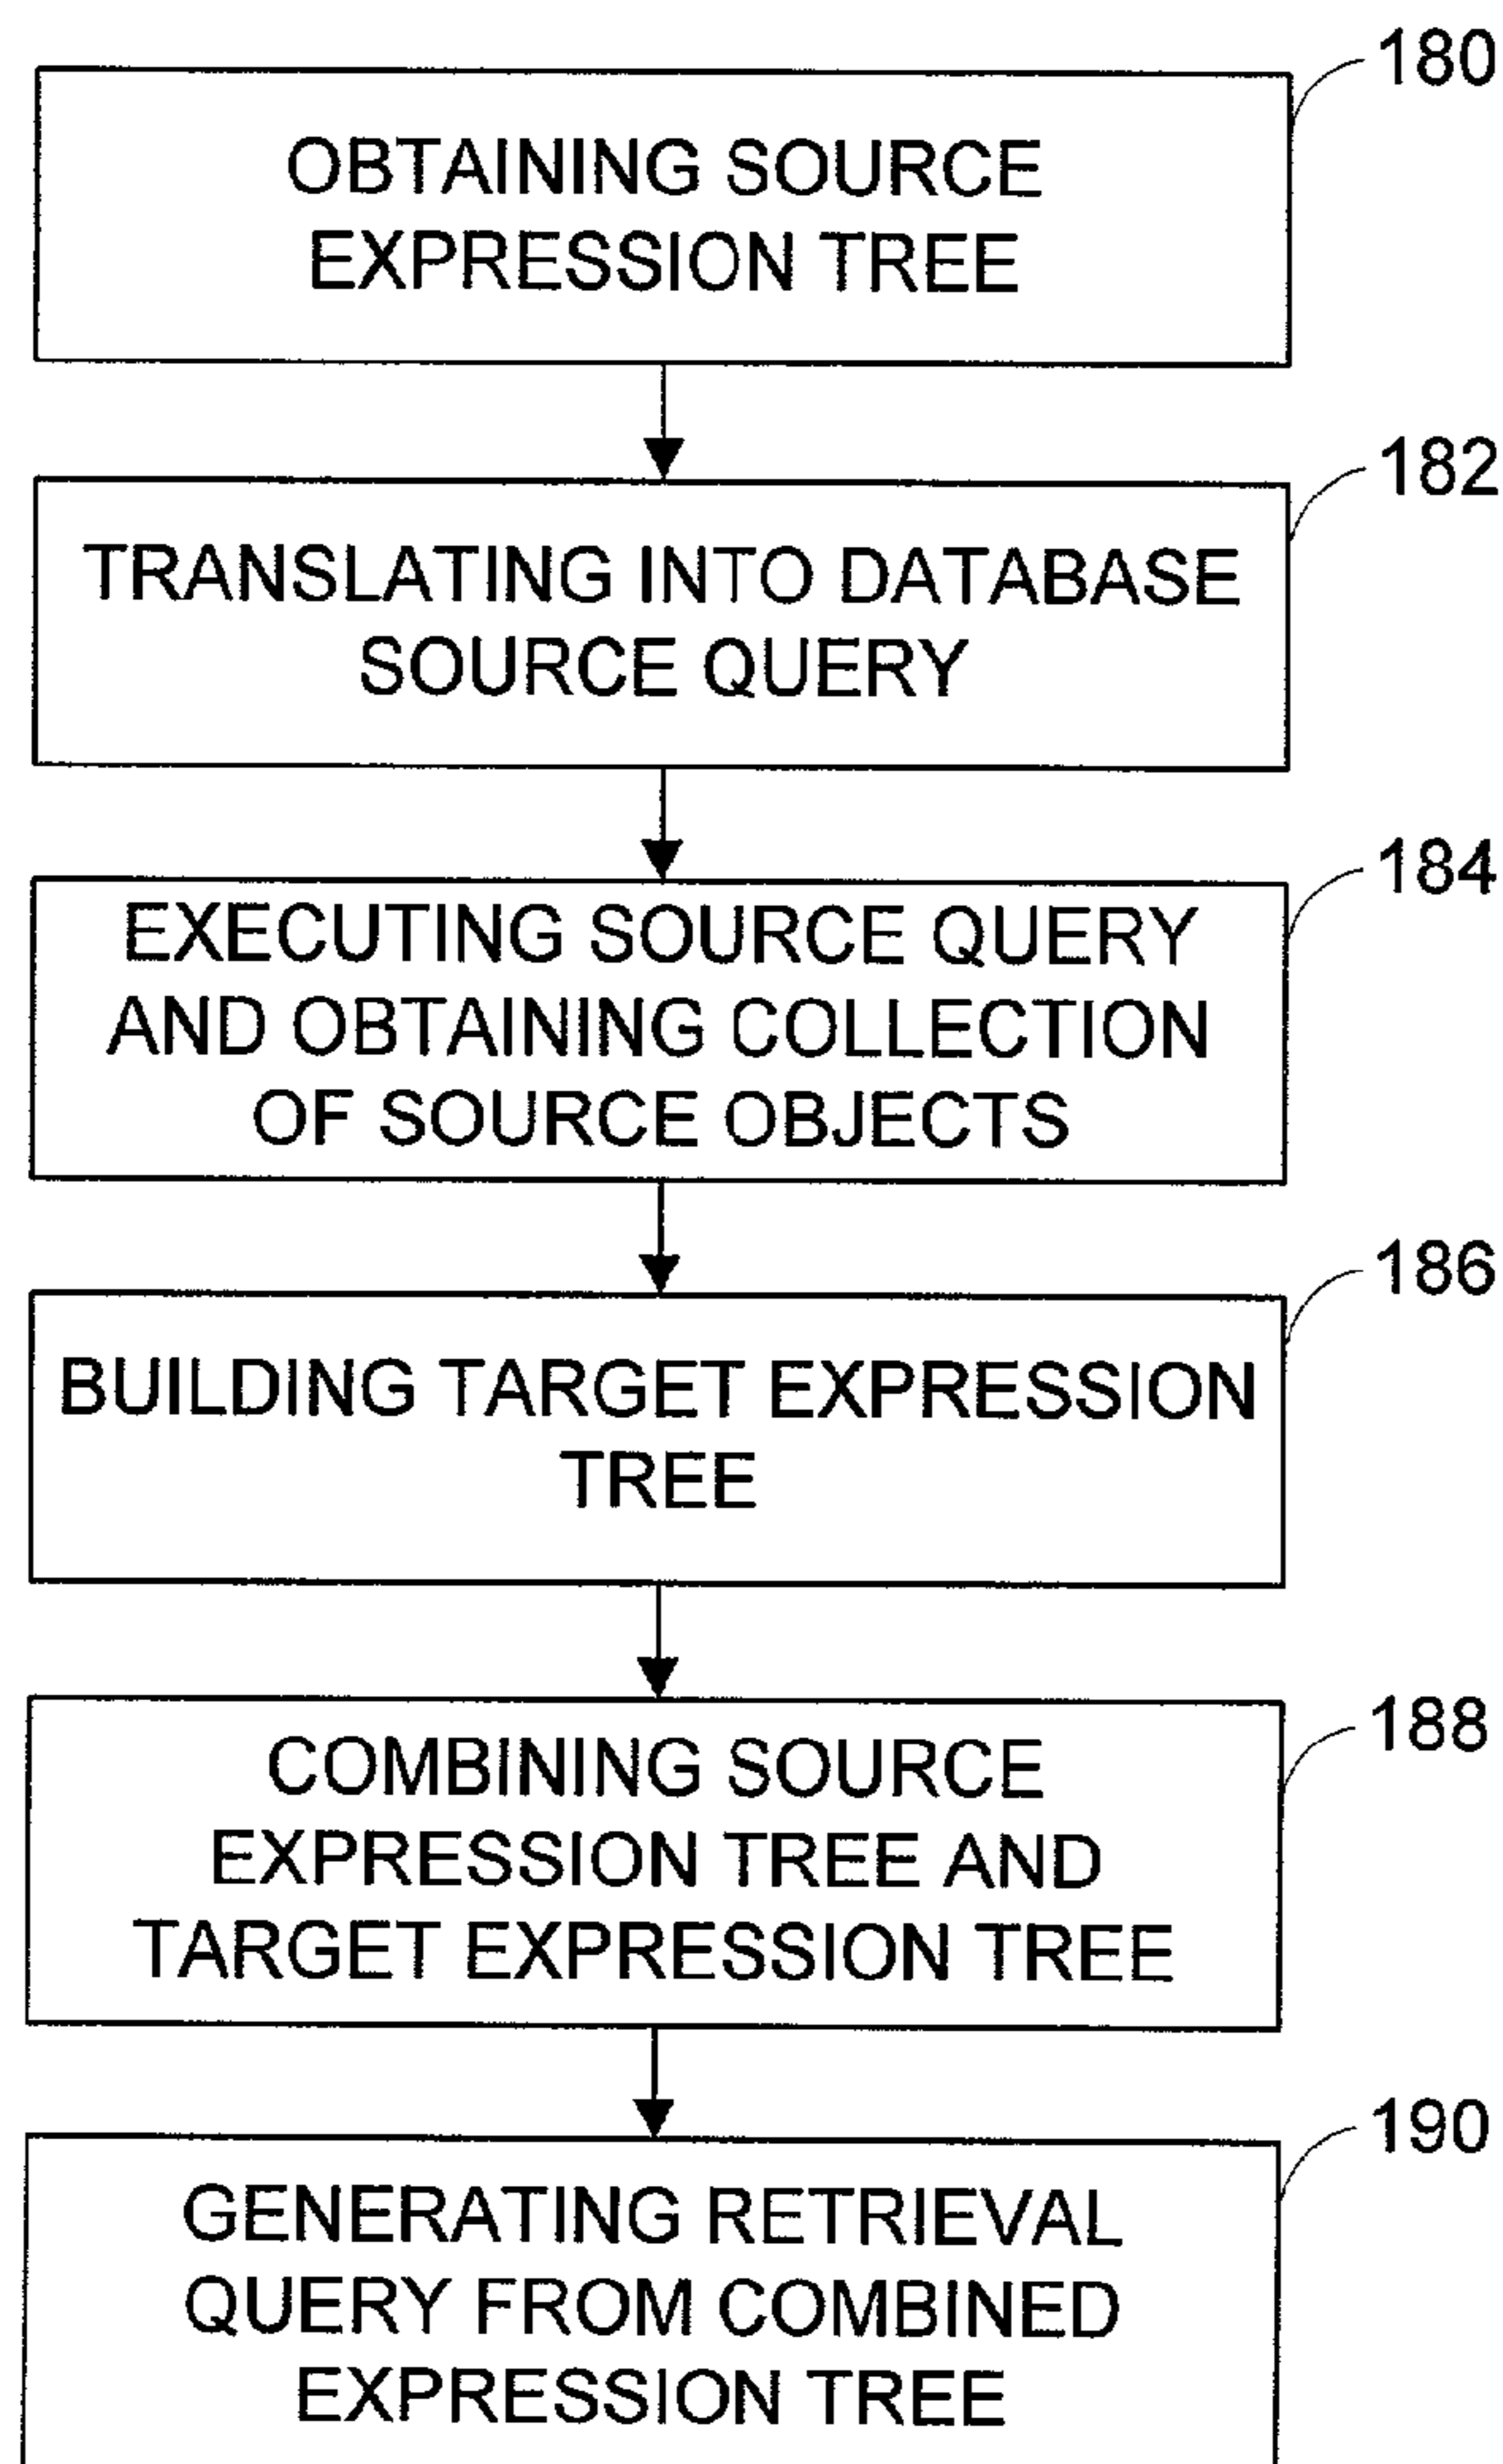 180
OBTAINING SOURCE
EXPRESSION TREE
182
TRANSLATING INTO DATABASE
SOURCE QUERY
184
EXECUTING SOURCE QUERY
AND OBTAINING COLLECTION
OF SOURCE OBJECTS
186
BUILDING TARGET EXPRESSION
TREE
188
COMBINING SOURCE
EXPRESSION TREE AND
TARGET EXPRESSION TREE
190
GENERATING RETRIEVAL
QUERY FROM COMBINED
EXPRESSION TREE